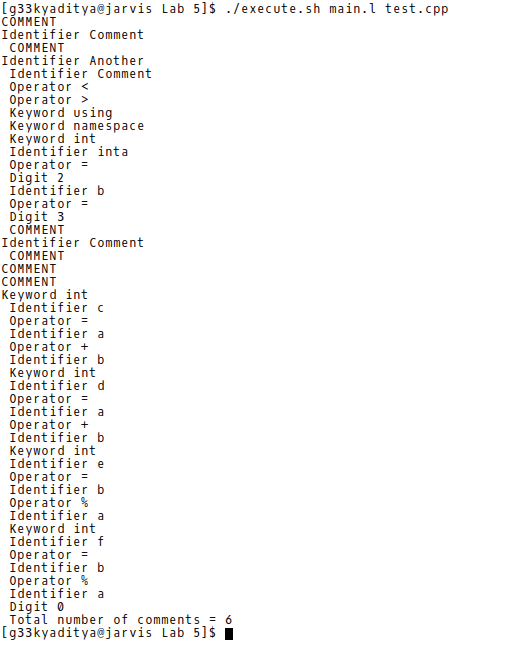 [g33kyaditya@jarvis Lab 5]$ ./execute.sh main.l test.cpp
COMMENT
Identifier Comment
 COMMENT
Identifier Another
 Identifier Comment
 Operator <
 Operator >
 Keyword using
 Keyword namespace
 Keyword int
 Identifier inta
 Operator =
 Digit 2
 Identifier b
 Operator =
 Digit 3
 COMMENT
Identifier Comment
 COMMENT
COMMENT
COMMENT
Keyword int
 Identifier c
 Operator =
 Identifier a
 Operator +
 Identifier b
 Keyword int
 Identifier d
 Operator =
 Identifier a
 Operator +
 Identifier b
 Keyword int
 Identifier e
 Operator =
 Identifier b
 Operator %
 Identifier a
 Keyword int
 Identifier f
 Operator =
 Identifier b
 Operator %
 Identifier a
 Digit 0
 Total number of comments = 6
[g33kyaditya@jarvis Lab 5]$